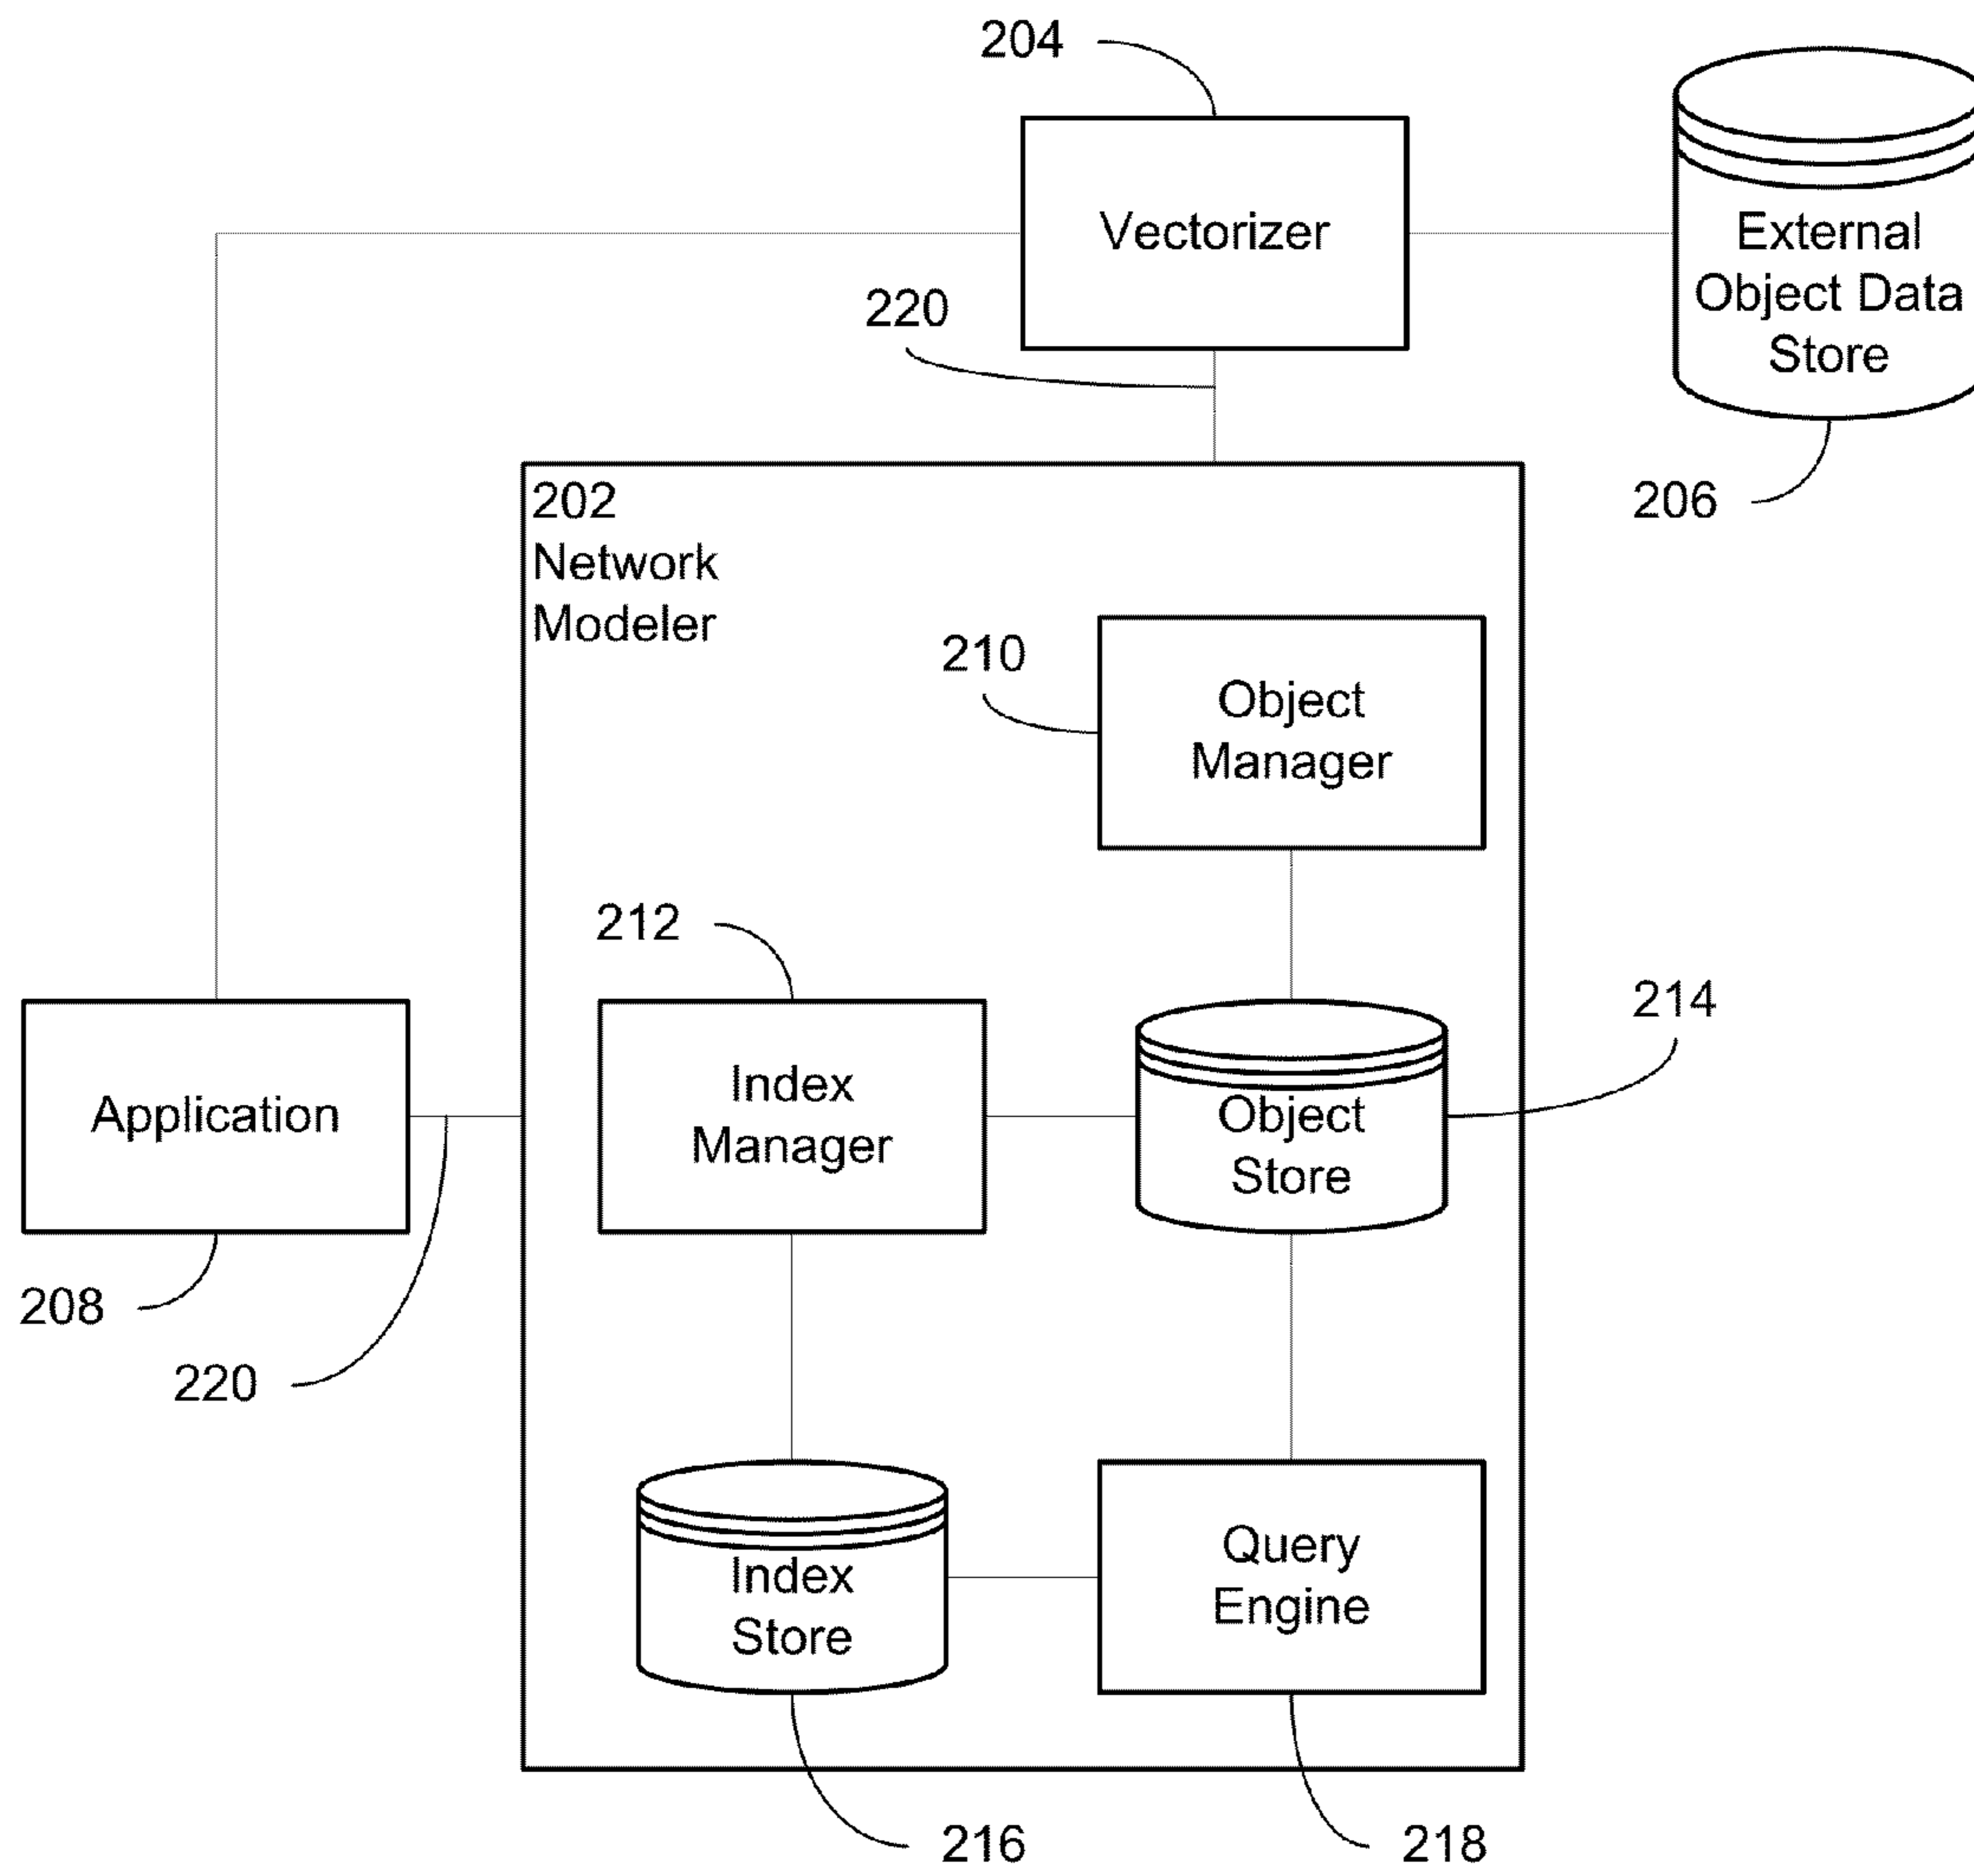 204
Vectorizer
External
Object Data
Store
220
206
202
Network
Modeler
210
Object
Manager
212
214
Application
Index
Manager
Object
Store
208
220
Index
Store
Query
Engine
216
218